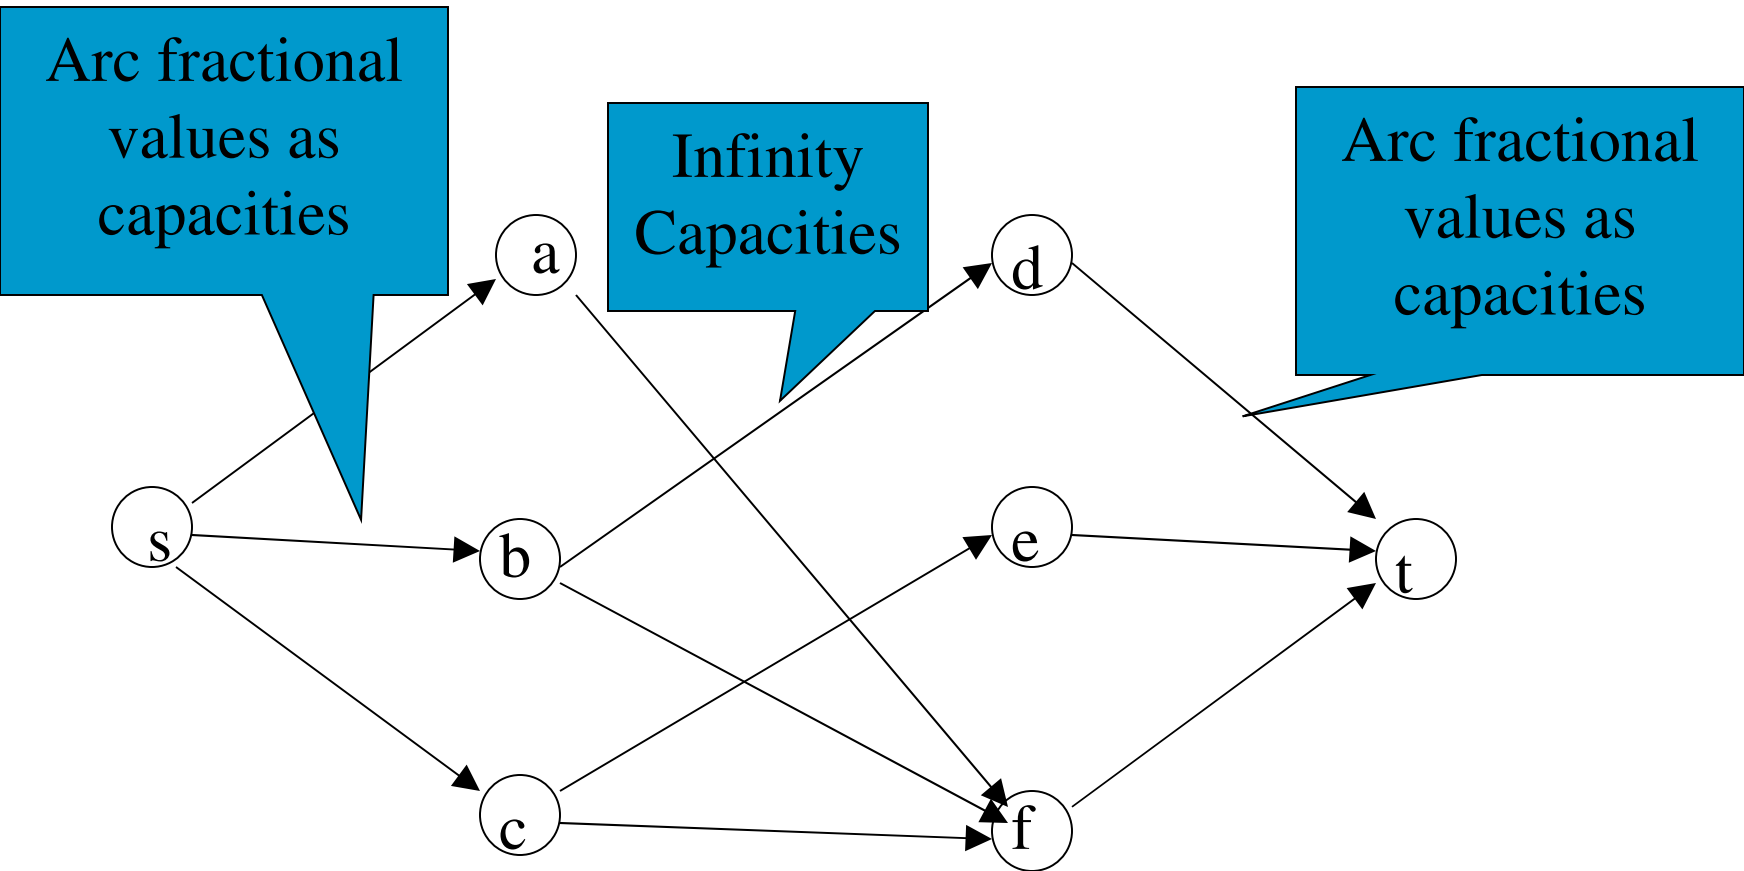 Arc fractional
values as
capacities
Infinity
Capacities
Arc fractional
values as
capacities
a
d
s
b
e
t
c
f